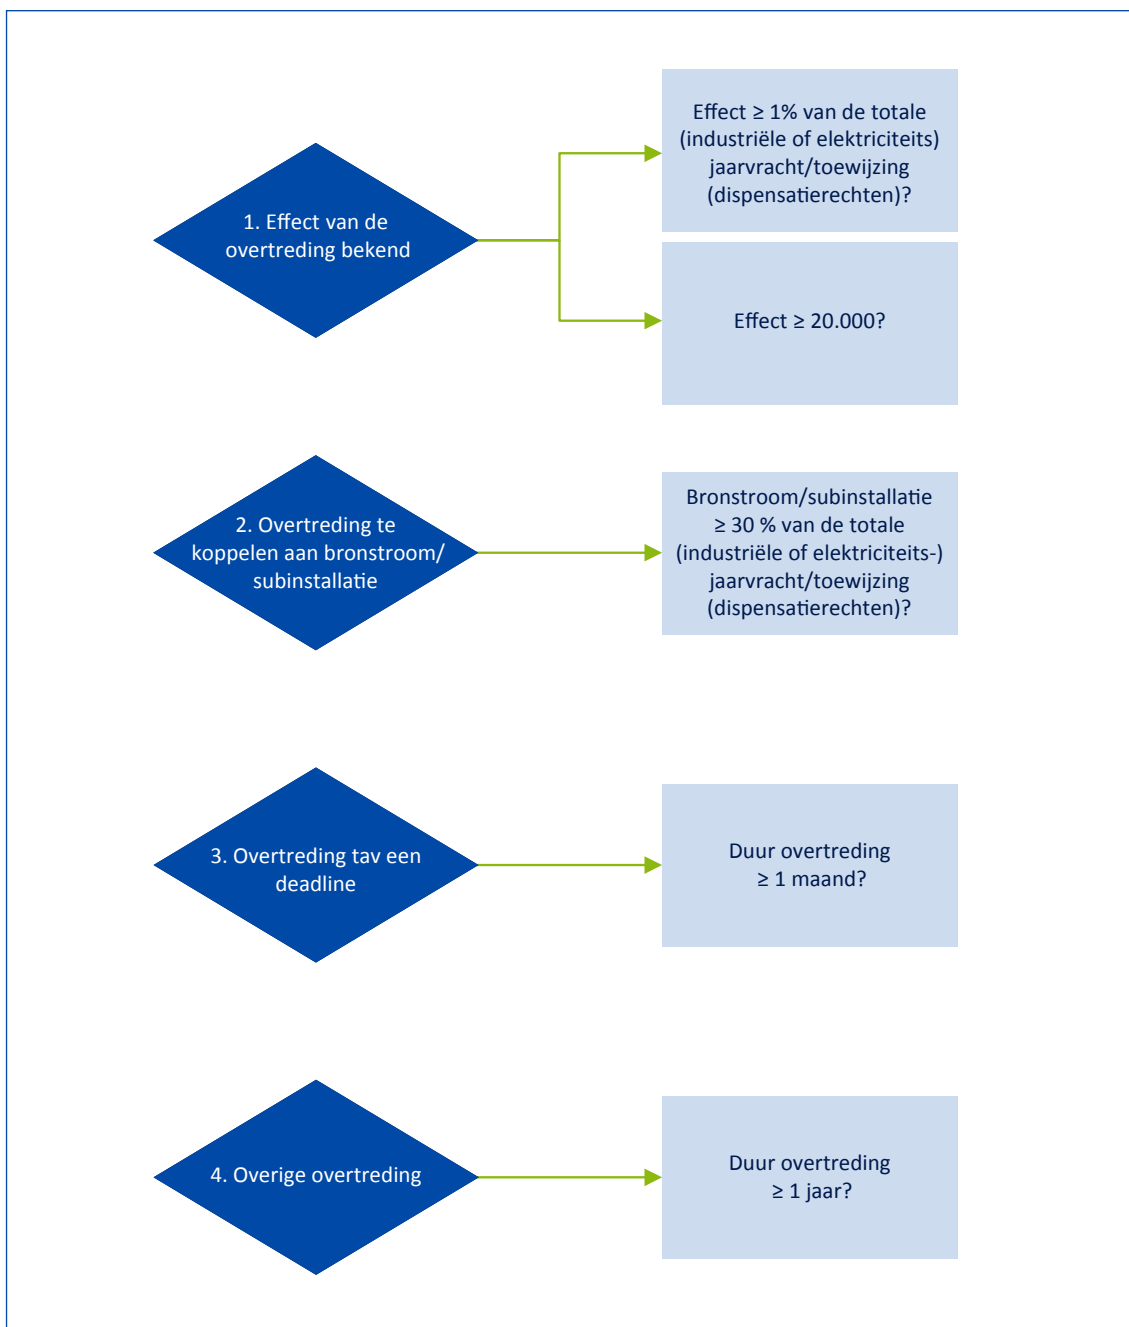 1. Effect van de
overtreding bekend
Effect ≥ 1% van de totale
(industriële of elektriciteits)
jaarvracht/toewijzing
(dispensatierechten)?
Effect ≥ 20.000?
2. Overtreding te
koppelen aan bronstroom/
subinstallatie
Bronstroom/subinstallatie
≥ 30 % van de totale
(industriële of elektriciteits-)
jaarvracht/toewijzing
(dispensatierechten)?
3. Overtreding tav een
deadline
Duur overtreding
≥ 1 maand?
4. Overige overtreding
Duur overtreding
≥ 1 jaar?